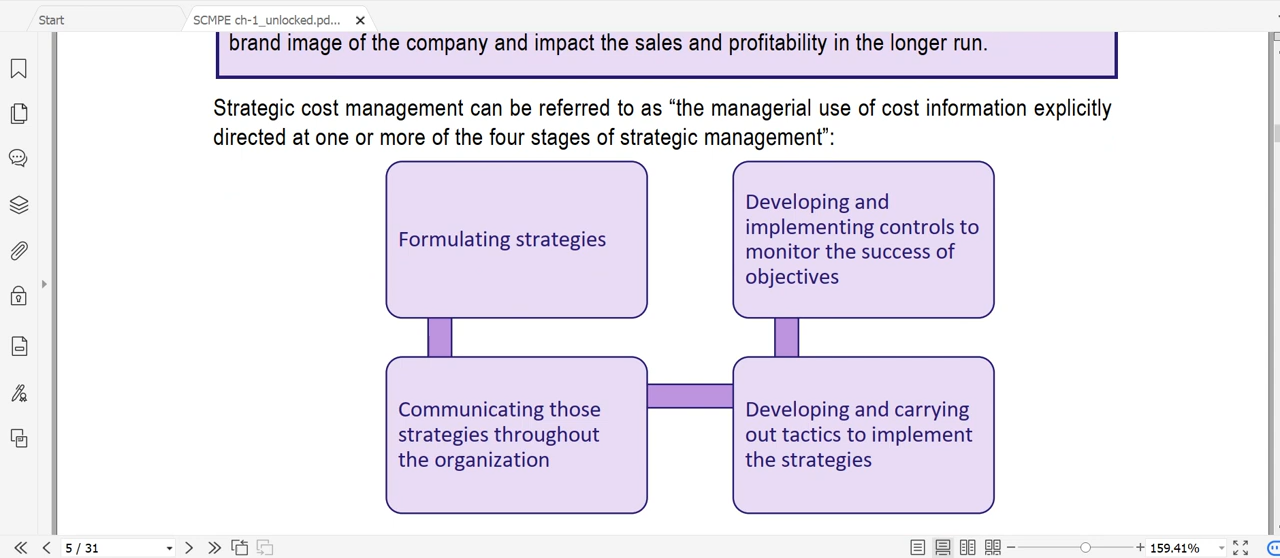 Start
SCMPE ch-1_unlocked.pd...
brand image of the company and impact the sales and profitability in the longer run.
Strategic cost management can be referred to as “the managerial use of cost information explicitly
directed at one or more of the four stages of strategic management”:
Formulating strategies
Communicating those
strategies throughout
the organization
Developing and carrying
out tactics to implement
the strategies
Developing and
implementing controls to
monitor the success of
objectives
5 / 31
159.41%